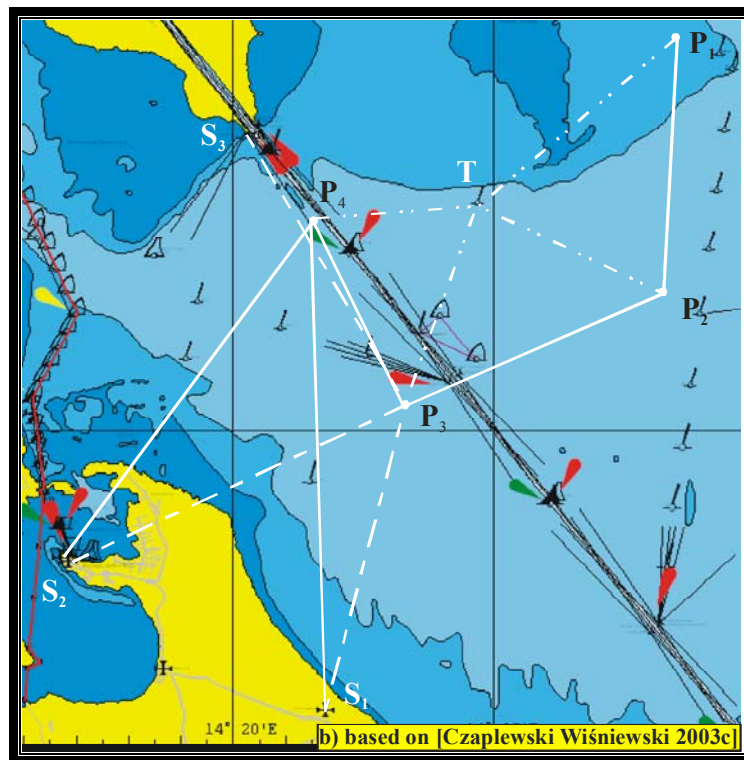 P1
S3
T
P4
P2
P3
S2
S1
14° 20'E
b) based on [Czaplewski Wiśniewski 2003c]